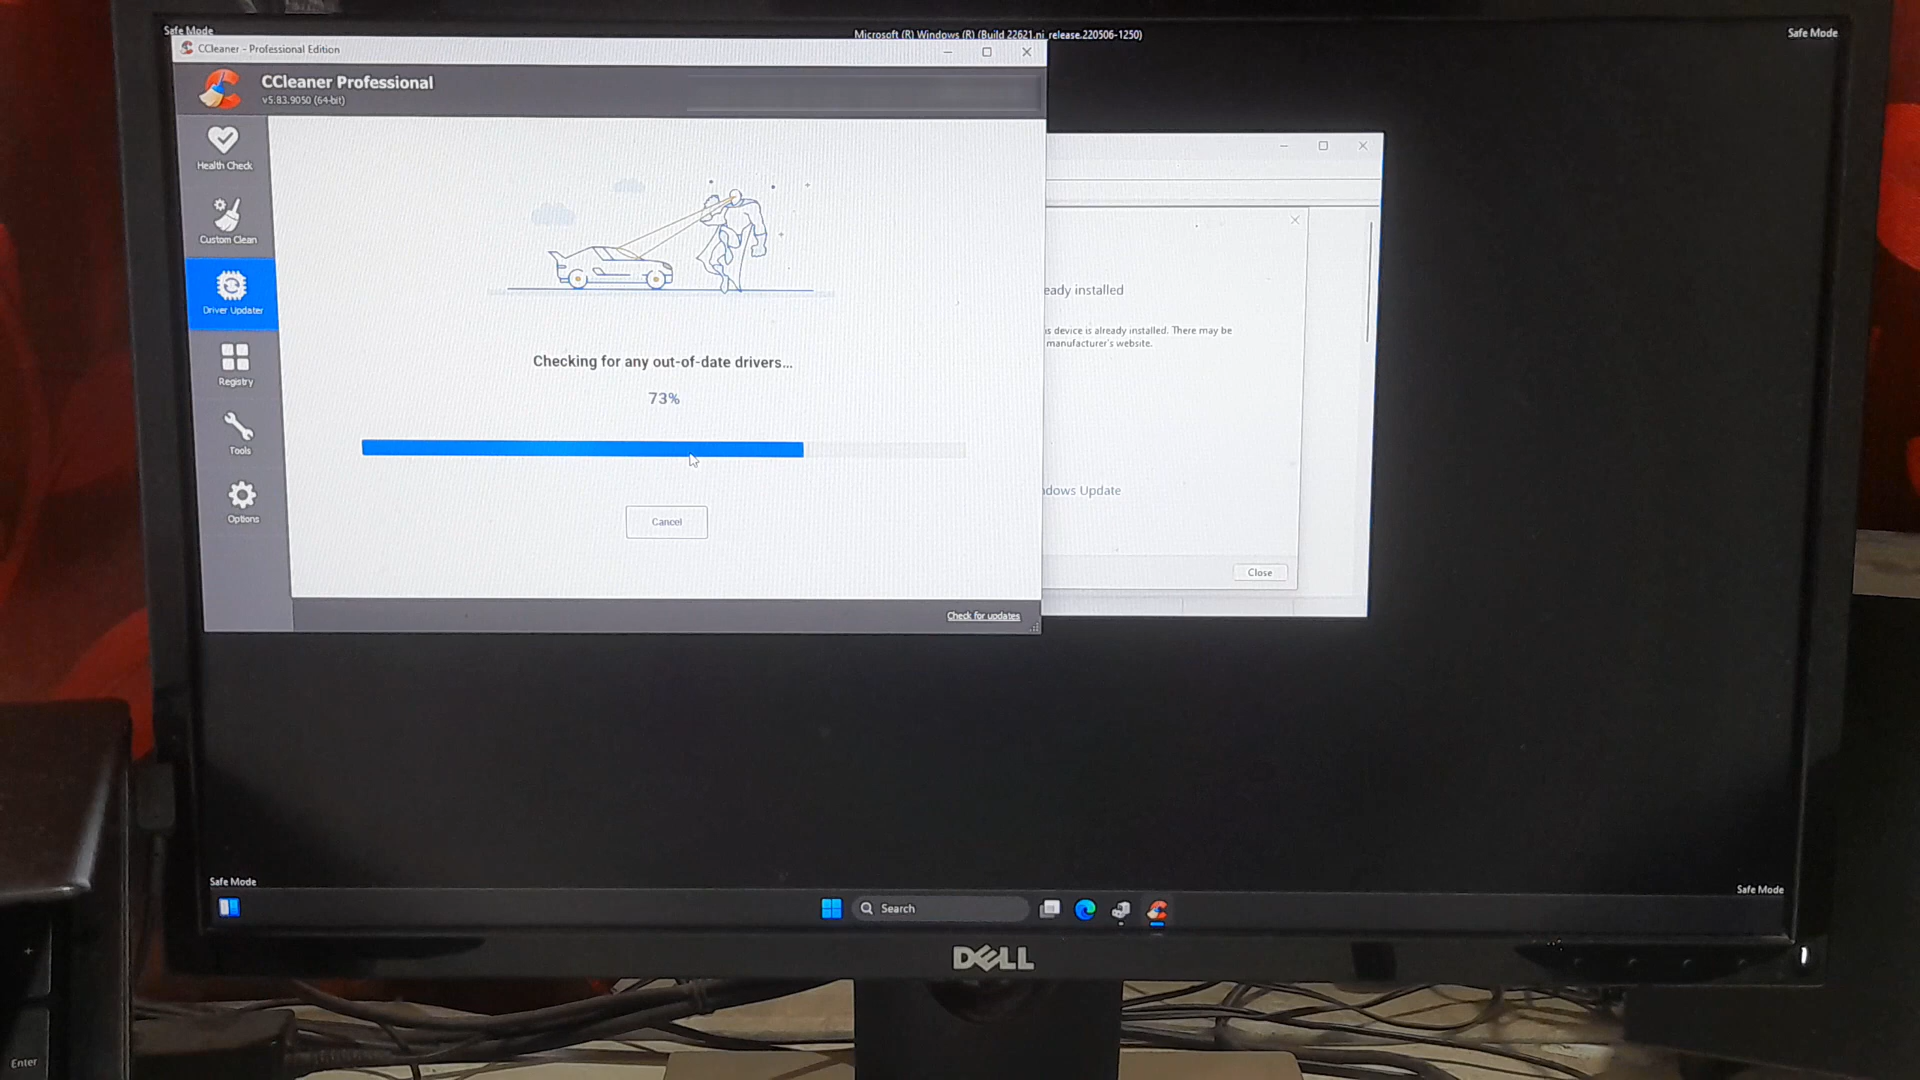 Safe Mode
Microsoft (R) Windows (R) (Build 22621.ni_release.220506-1250)
Safe Mode
CCleaner - Professional Edition
CCleaner Professional
v5.83.9050 (64-bit)
Health Check
Custom Clean
Driver Updater
Registry
Tools
Options
Checking for any out-of-date drivers...
73%
Cancel
Check for updates
eady installed
is device is already installed. There may be
manufacturer's website.
ndows Update
Close
Safe Mode
Safe Mode
Search
DELL
+
Enter